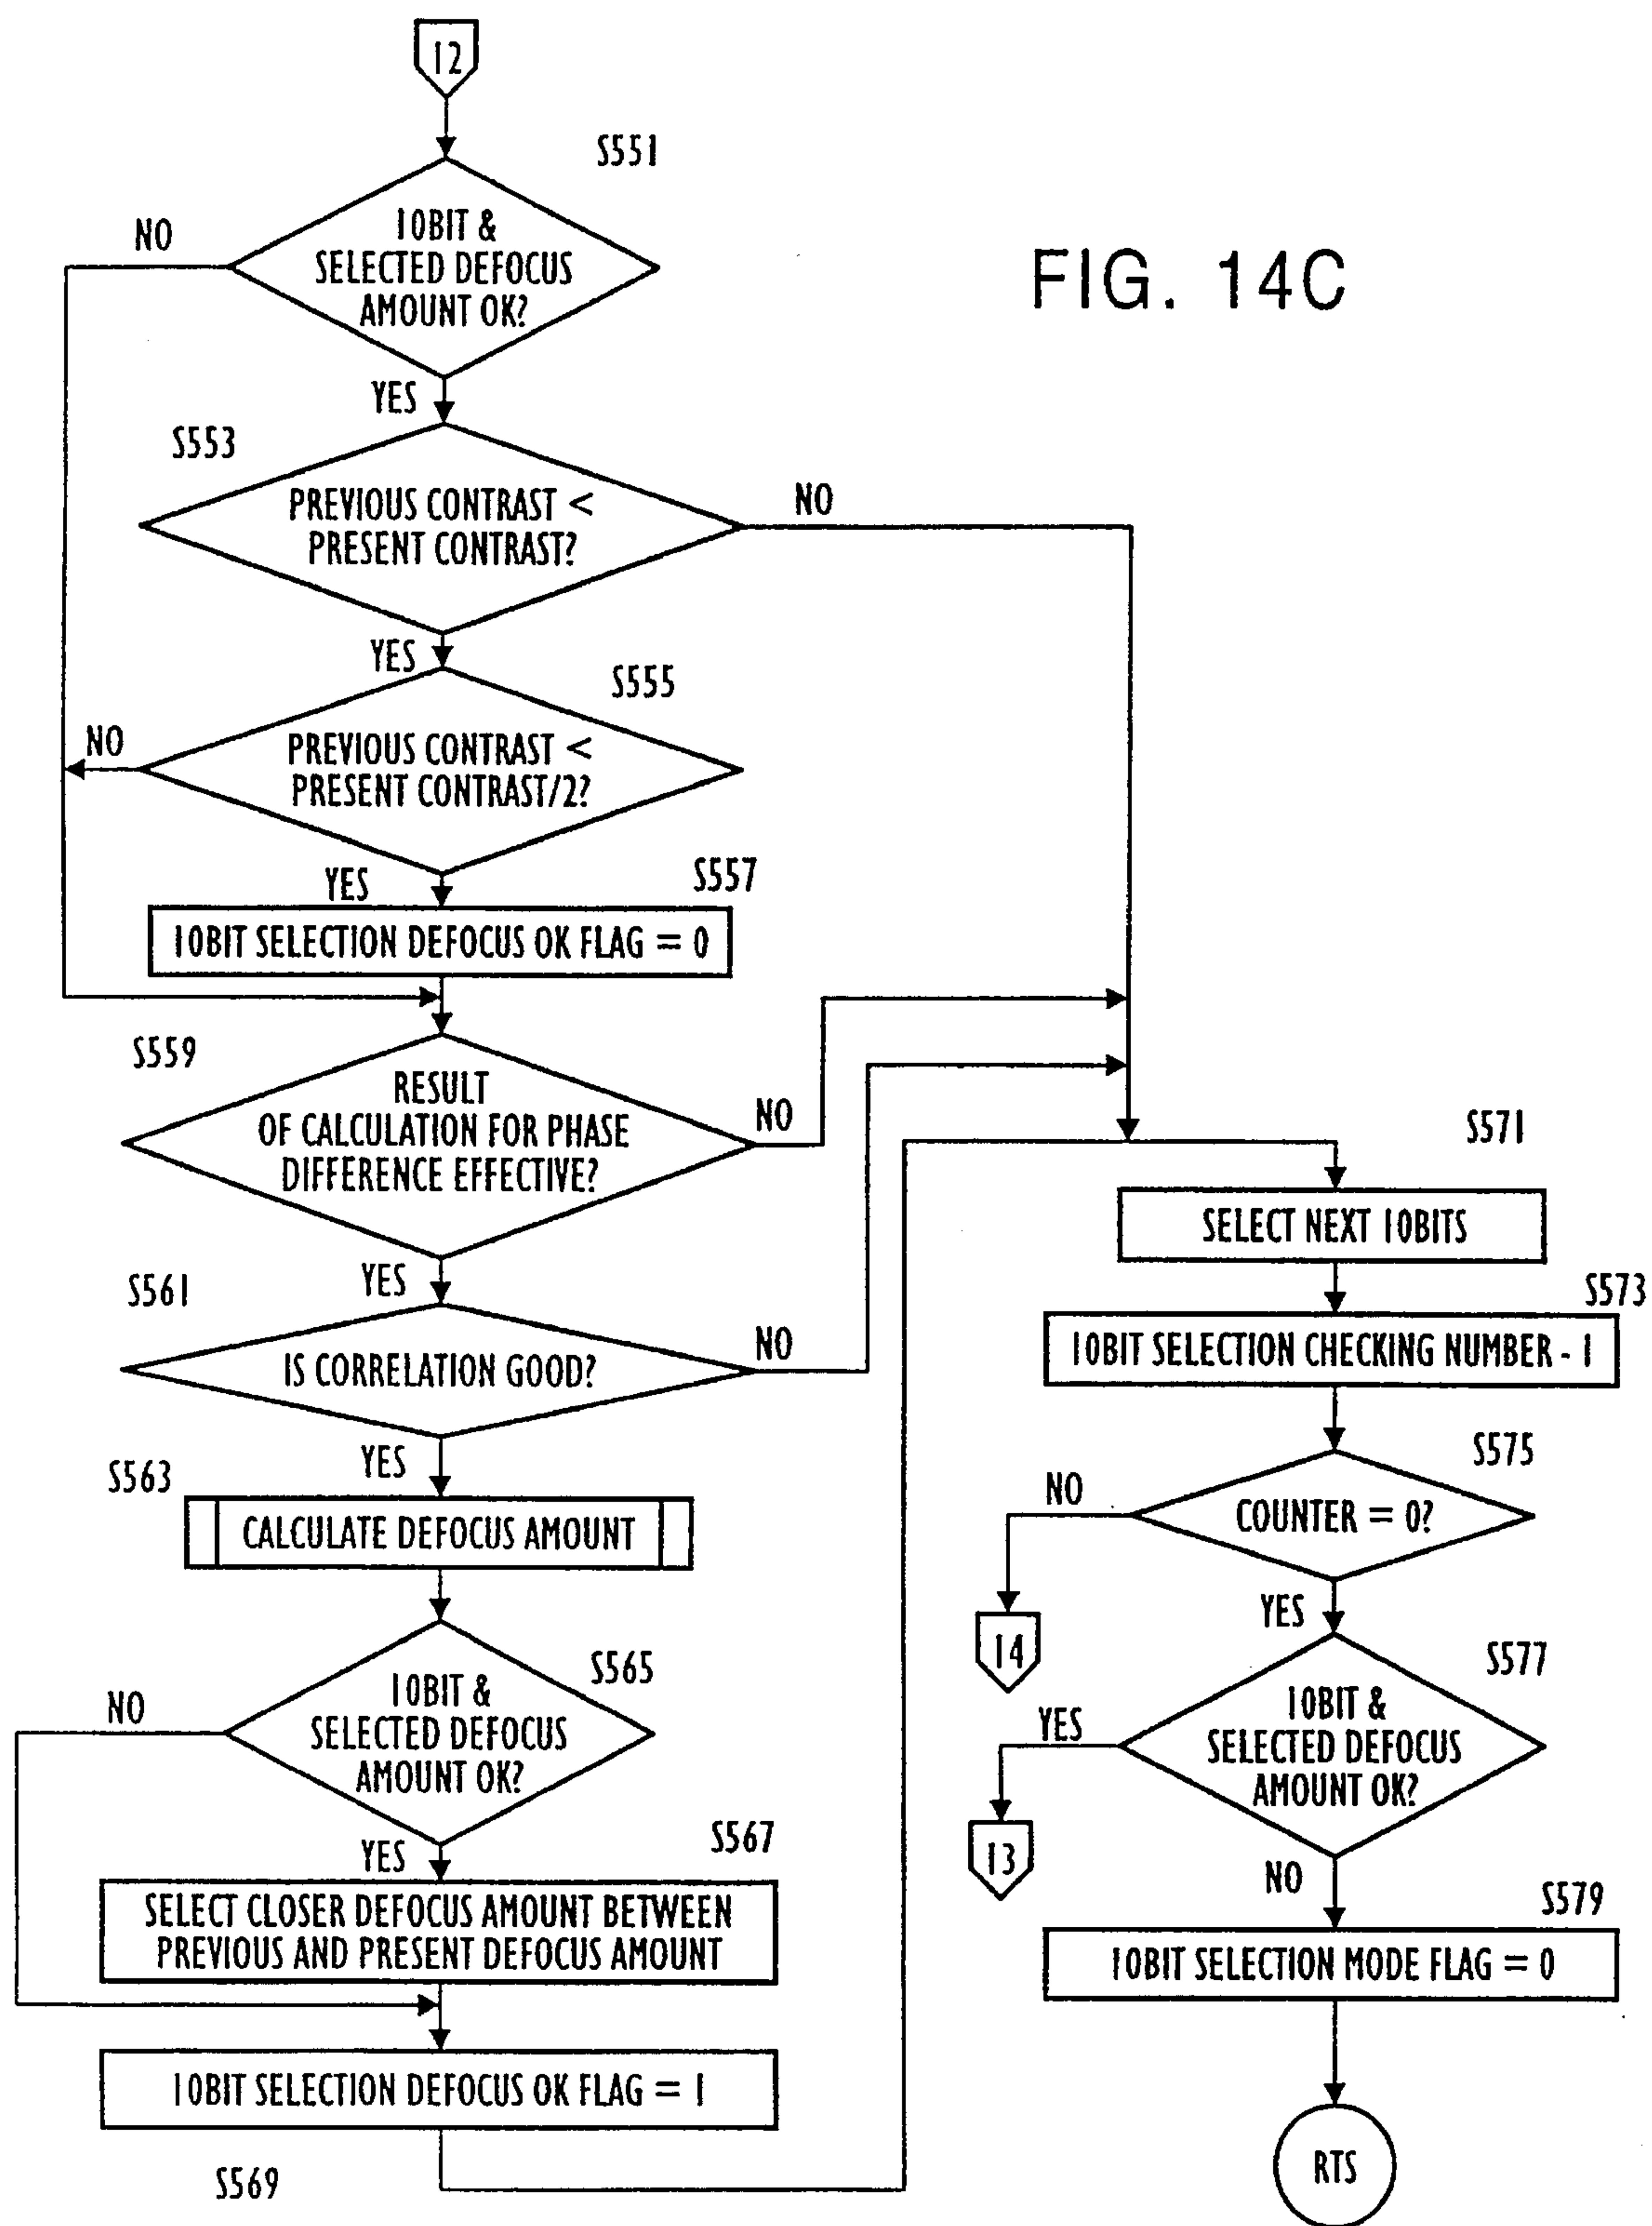 12
S551
10BIT &
SELECTED DEFOCUS
AMOUNT OK?
NO
YES
FIG. 14C
S553
PREVIOUS CONTRAST <
PRESENT CONTRAST?
NO
YES
S555
PREVIOUS CONTRAST <
PRESENT CONTRAST/2?
NO
YES
S557
10BIT SELECTION DEFOCUS OK FLAG = 0
S559
RESULT
OF CALCULATION FOR PHASE
DIFFERENCE EFFECTIVE?
NO
YES
S561
IS CORRELATION GOOD?
NO
YES
S563
CALCULATE DEFOCUS AMOUNT
S565
10BIT &
SELECTED DEFOCUS
AMOUNT OK?
NO
YES
S567
SELECT CLOSER DEFOCUS AMOUNT BETWEEN
PREVIOUS AND PRESENT DEFOCUS AMOUNT
10BIT SELECTION DEFOCUS OK FLAG = 1
S569
S571
SELECT NEXT 10BITS
S573
10BIT SELECTION CHECKING NUMBER - 1
S575
COUNTER = 0?
NO
14
YES
S577
10BIT &
SELECTED DEFOCUS
AMOUNT OK?
YES
13
NO
S579
10BIT SELECTION MODE FLAG = 0
RTS